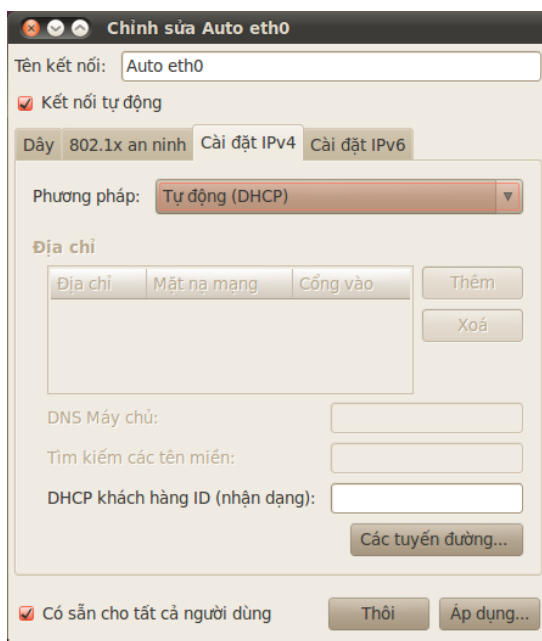 Chỉnh sửa Auto eth0
Tên kết nối: Auto eth0
Kết nối tự động
Dây 802.1x an ninh Cài đặt IPv4 Cài đặt IPv6
Phương pháp: Tự động (DHCP)
Địa chỉ
Địa chỉ Mặt nạ mạng Cổng vào Thêm
Xoá
DNS Máy chủ:
Tìm kiếm các tên miền:
DHCP khách hàng ID (nhận dạng):
Các tuyến đường...
Có sẵn cho tất cả người dùng Thôi Áp dụng...